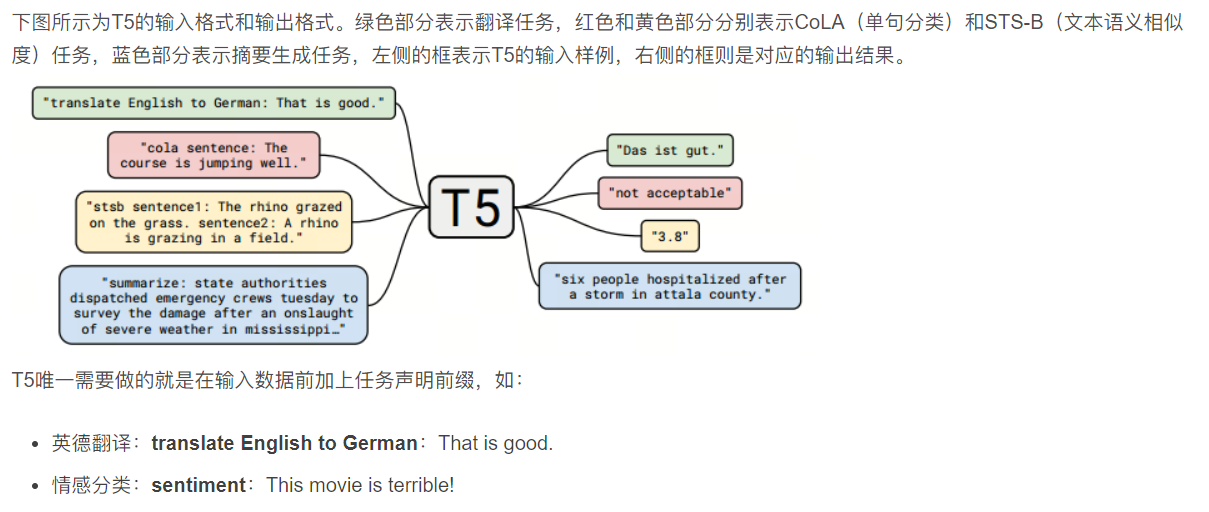 下图所示为T5的输入格式和输出格式。绿色部分表示翻译任务，红色和黄色部分分别表示CoLA（单句分类）和STS-B（文本语义相似
度）任务，蓝色部分表示摘要生成任务，左侧的框表示T5的输入样例，右侧的框则是对应的输出结果。
"translate English to German: That is good."
"cola sentence: The
course is jumping well."
"stsb sentence1: The rhino grazed
on the grass. sentence2: A rhino
is grazing in a field."
"summarize: state authorities
dispatched emergency crews tuesday to
survey the damage after an onslaught
of severe weather in mississippi…"
T5
"Das ist gut."
"not acceptable"
"3.8"
"six people hospitalized after
a storm in attala county."
T5唯一需要做的就是在输入数据前加上任务声明前缀，如：
• 英德翻译：translate English to German：That is good.
• 情感分类：sentiment：This movie is terrible!